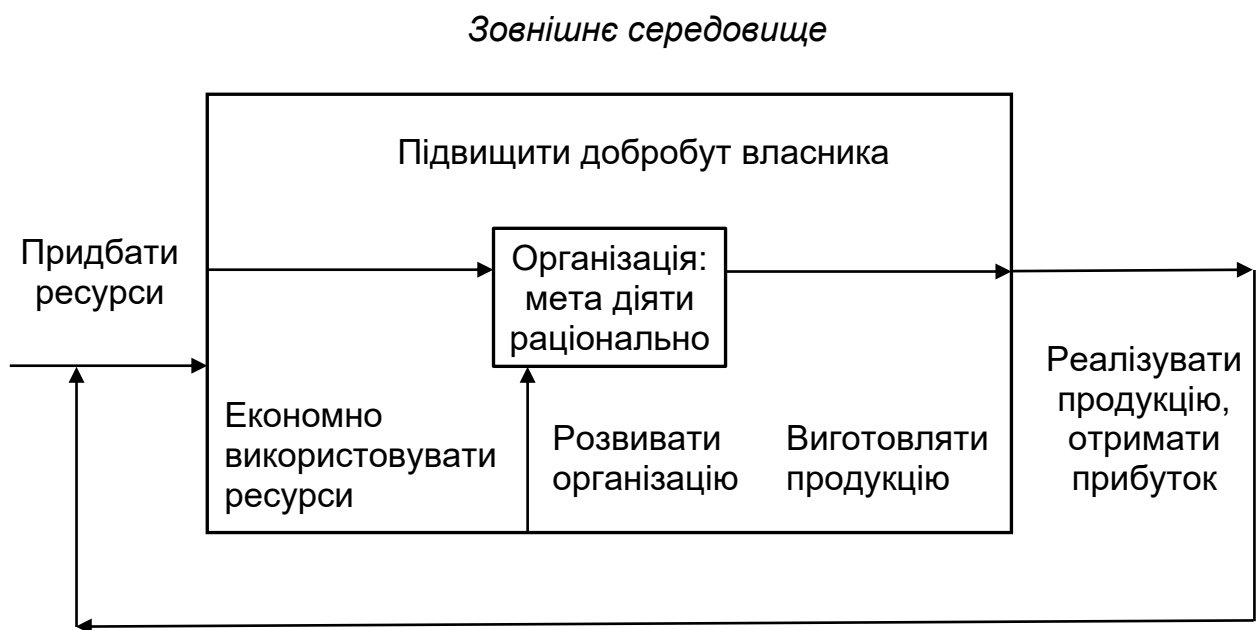 Зовнішнє середовище
Підвищити добробут власника
Придбати
ресурси
Організація:
мета діяти
раціонально
Економно
використовувати
ресурси
Розвивати
організацію
Виготовляти
продукцію
Реалізувати
продукцію,
отримати
прибуток